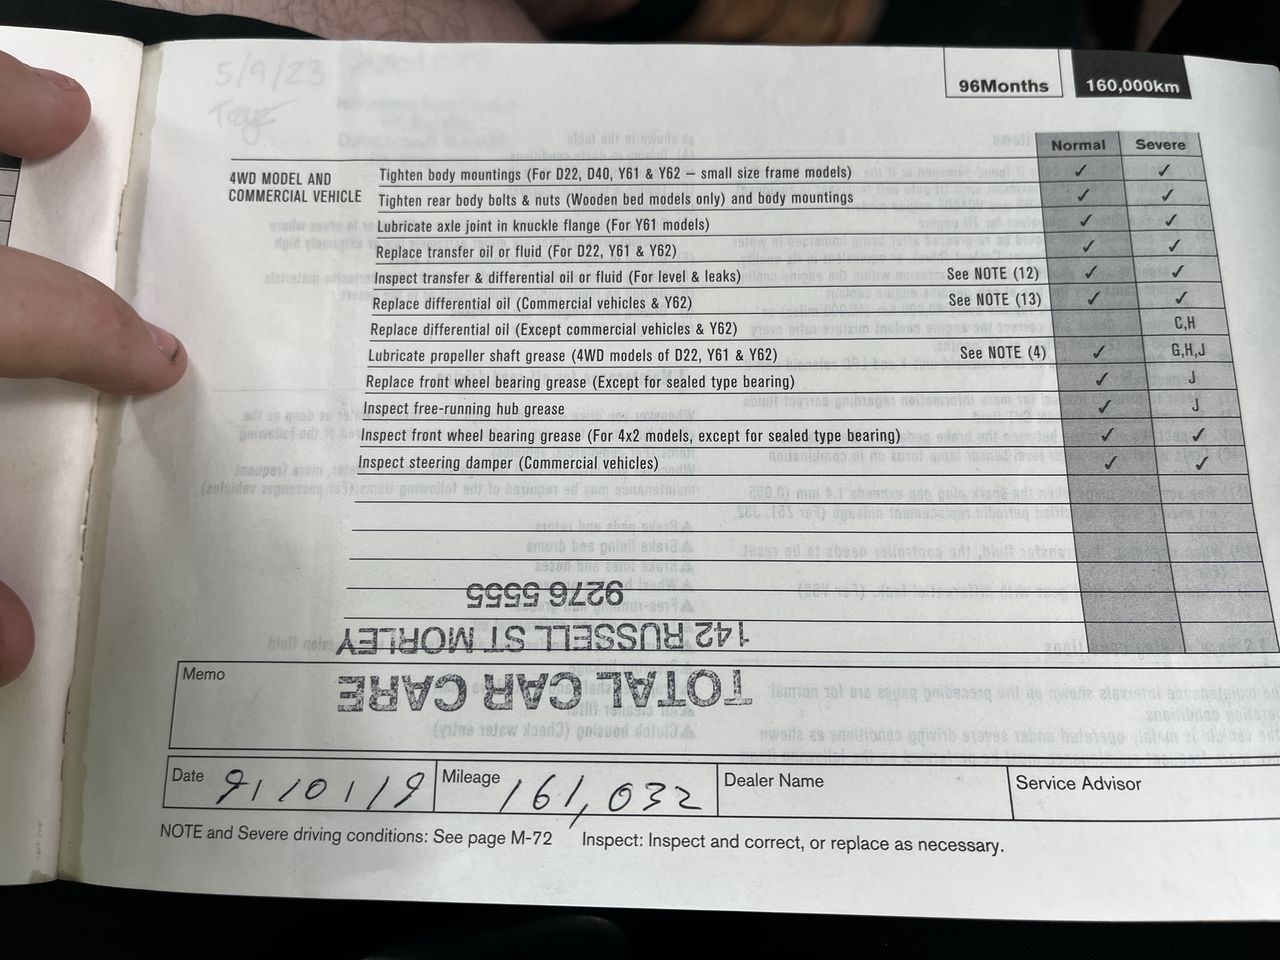 5/9/23
96Months 160,000km
Normal Severe
4WD MODEL AND
COMMERCIAL VEHICLE
Tighten body mountings (For D22, D40, Y61 & Y62 – small size frame models) ✓ ✓
Tighten rear body bolts & nuts (Wooden bed models only) and body mountings ✓ ✓
Lubricate axle joint in knuckle flange (For Y61 models) ✓ ✓
Replace transfer oil or fluid (For D22, Y61 & Y62) ✓ ✓
Inspect transfer & differential oil or fluid (For level & leaks) See NOTE (12) ✓ ✓
Replace differential oil (Commercial vehicles & Y62) See NOTE (13) ✓ ✓
Replace differential oil (Except commercial vehicles & Y62) C,H
Lubricate propeller shaft grease (4WD models of D22, Y61 & Y62) See NOTE (4) ✓ G,H,J
Replace front wheel bearing grease (Except for sealed type bearing) ✓ J
Inspect free-running hub grease ✓ J
Inspect front wheel bearing grease (For 4x2 models, except for sealed type bearing) ✓ ✓
Inspect steering damper (Commercial vehicles) ✓ ✓
TOTAL CAR CARE
142 RUSSELL ST MORLEY
9276 5555
Memo
Date 9/10/19 Mileage 161,032 Dealer Name Service Advisor
NOTE and Severe driving conditions: See page M-72 Inspect: Inspect and correct, or replace as necessary.